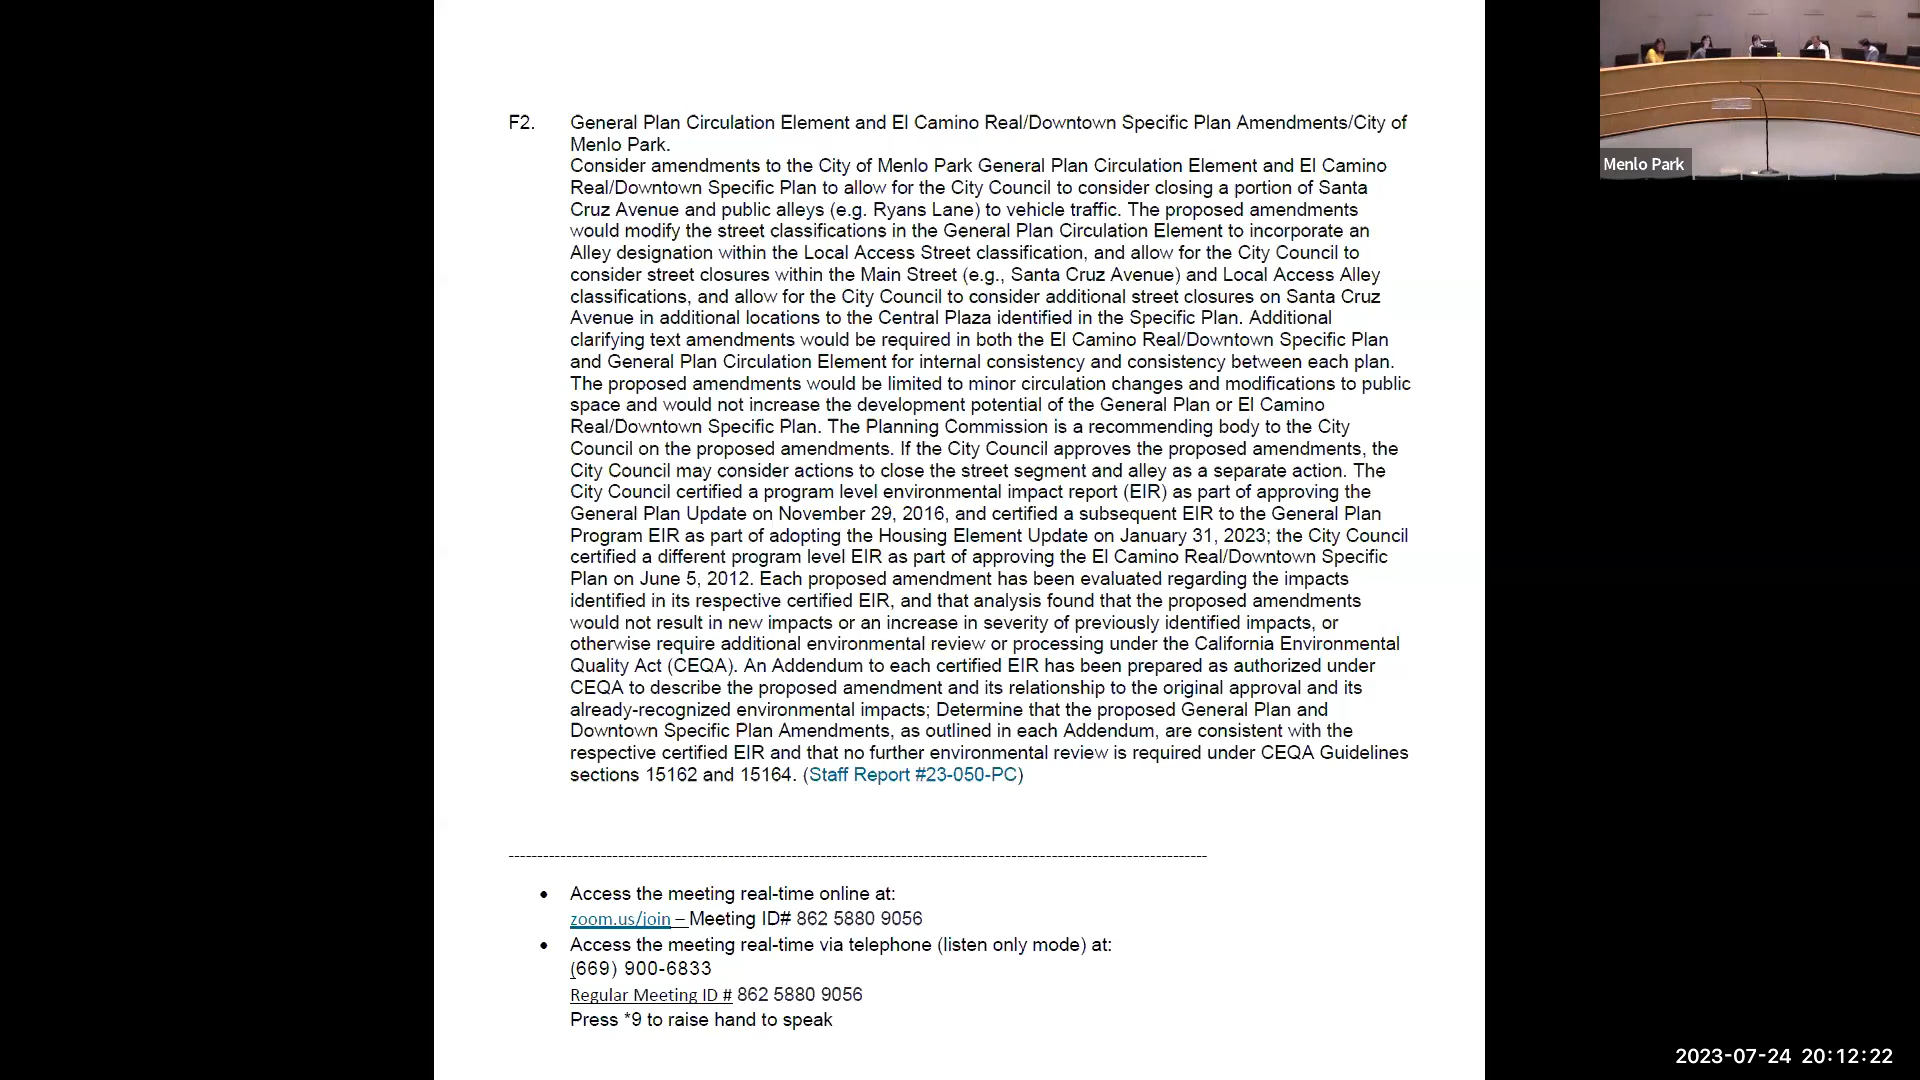 F2. General Plan Circulation Element and El Camino Real/Downtown Specific Plan Amendments/City of
Menlo Park.
Consider amendments to the City of Menlo Park General Plan Circulation Element and El Camino
Real/Downtown Specific Plan to allow for the City Council to consider closing a portion of Santa
Cruz Avenue and public alleys (e.g. Ryans Lane) to vehicle traffic. The proposed amendments
would modify the street classifications in the General Plan Circulation Element to incorporate an
Alley designation within the Local Access Street classification, and allow for the City Council to
consider street closures within the Main Street (e.g., Santa Cruz Avenue) and Local Access Alley
classifications, and allow for the City Council to consider additional street closures on Santa Cruz
Avenue in additional locations to the Central Plaza identified in the Specific Plan. Additional
clarifying text amendments would be required in both the El Camino Real/Downtown Specific Plan
and General Plan Circulation Element for internal consistency and consistency between each plan.
The proposed amendments would be limited to minor circulation changes and modifications to public
space and would not increase the development potential of the General Plan or El Camino
Real/Downtown Specific Plan. The Planning Commission is a recommending body to the City
Council on the proposed amendments. If the City Council approves the proposed amendments, the
City Council may consider actions to close the street segment and alley as a separate action. The
City Council certified a program level environmental impact report (EIR) as part of approving the
General Plan Update on November 29, 2016, and certified a subsequent EIR to the General Plan
Program EIR as part of adopting the Housing Element Update on January 31, 2023; the City Council
certified a different program level EIR as part of approving the El Camino Real/Downtown Specific
Plan on June 5, 2012. Each proposed amendment has been evaluated regarding the impacts
identified in its respective certified EIR, and that analysis found that the proposed amendments
would not result in new impacts or an increase in severity of previously identified impacts, or
otherwise require additional environmental review or processing under the California Environmental
Quality Act (CEQA). An Addendum to each certified EIR has been prepared as authorized under
CEQA to describe the proposed amendment and its relationship to the original approval and its
already-recognized environmental impacts; Determine that the proposed General Plan and
Downtown Specific Plan Amendments, as outlined in each Addendum, are consistent with the
respective certified EIR and that no further environmental review is required under CEQA Guidelines
sections 15162 and 15164. (Staff Report #23-050-PC)
• Access the meeting real-time online at:
zoom.us/join – Meeting ID# 862 5880 9056
• Access the meeting real-time via telephone (listen only mode) at:
(669) 900-6833
Regular Meeting ID # 862 5880 9056
Press *9 to raise hand to speak
Menlo Park
2023-07-24 20:12:22